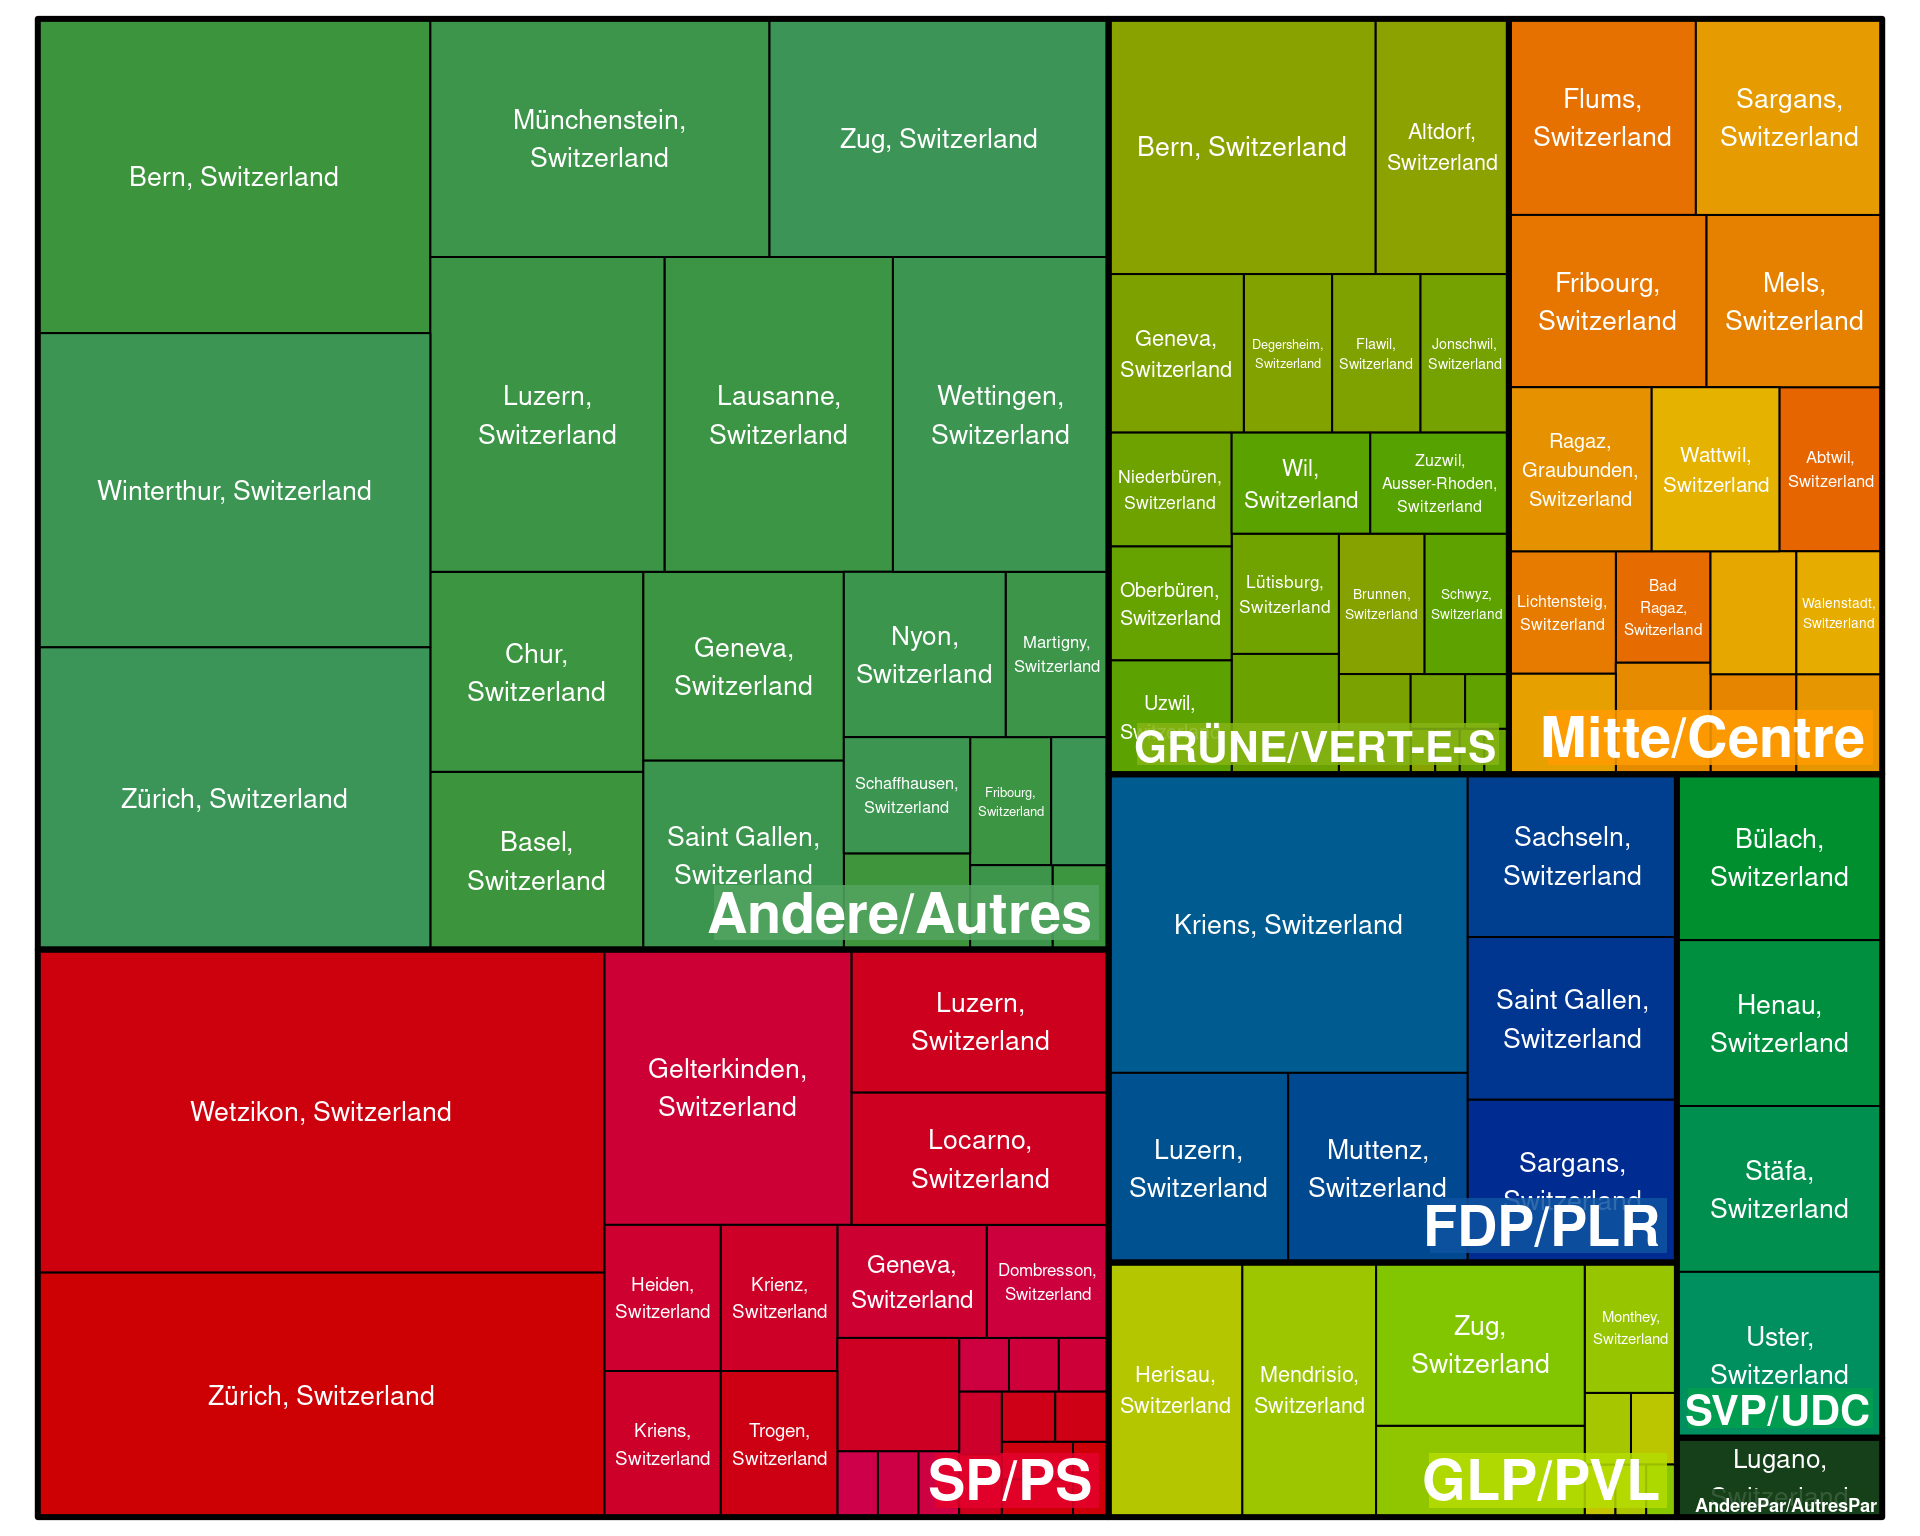 Bern, Switzerland
Münchenstein,
Switzerland
Zug, Switzerland
Winterthur, Switzerland
Luzern,
Switzerland
Lausanne,
Switzerland
Wettingen,
Switzerland
Zürich, Switzerland
Chur,
Switzerland
Geneva,
Switzerland
Nyon,
Switzerland
Martigny,
Switzerland
Basel,
Switzerland
Saint Gallen,
Switzerland
Schaffhausen,
Switzerland
Fribourg,
Switzerland
Andere/Autres
Bern, Switzerland
Altdorf,
Switzerland
Geneva,
Switzerland
Degersheim,
Switzerland
Flawil,
Switzerland
Jonschwil,
Switzerland
Niederbüren,
Switzerland
Wil,
Switzerland
Zuzwil,
Ausser-Rhoden,
Switzerland
Oberbüren,
Switzerland
Lütisburg,
Switzerland
Brunnen,
Switzerland
Schwyz,
Switzerland
Uzwil,
Switzerland
GRÜNE/VERT-E-S
Flums,
Switzerland
Sargans,
Switzerland
Fribourg,
Switzerland
Mels,
Switzerland
Ragaz,
Graubunden,
Switzerland
Wattwil,
Switzerland
Abtwil,
Switzerland
Lichtensteig,
Switzerland
Bad
Ragaz,
Switzerland
Walenstadt,
Switzerland
Mitte/Centre
Wetzikon, Switzerland
Gelterkinden,
Switzerland
Luzern,
Switzerland
Locarno,
Switzerland
Zürich, Switzerland
Heiden,
Switzerland
Krienz,
Switzerland
Geneva,
Switzerland
Dombresson,
Switzerland
Kriens,
Switzerland
Trogen,
Switzerland
SP/PS
Kriens, Switzerland
Sachseln,
Switzerland
Saint Gallen,
Switzerland
Luzern,
Switzerland
Muttenz,
Switzerland
Sargans,
Switzerland
FDP/PLR
Bülach,
Switzerland
Henau,
Switzerland
Stäfa,
Switzerland
Uster,
Switzerland
SVP/UDC
Herisau,
Switzerland
Mendrisio,
Switzerland
Zug,
Switzerland
Monthey,
Switzerland
GLP/PVL
Lugano,
Switzerland
AnderePar/AutresPar